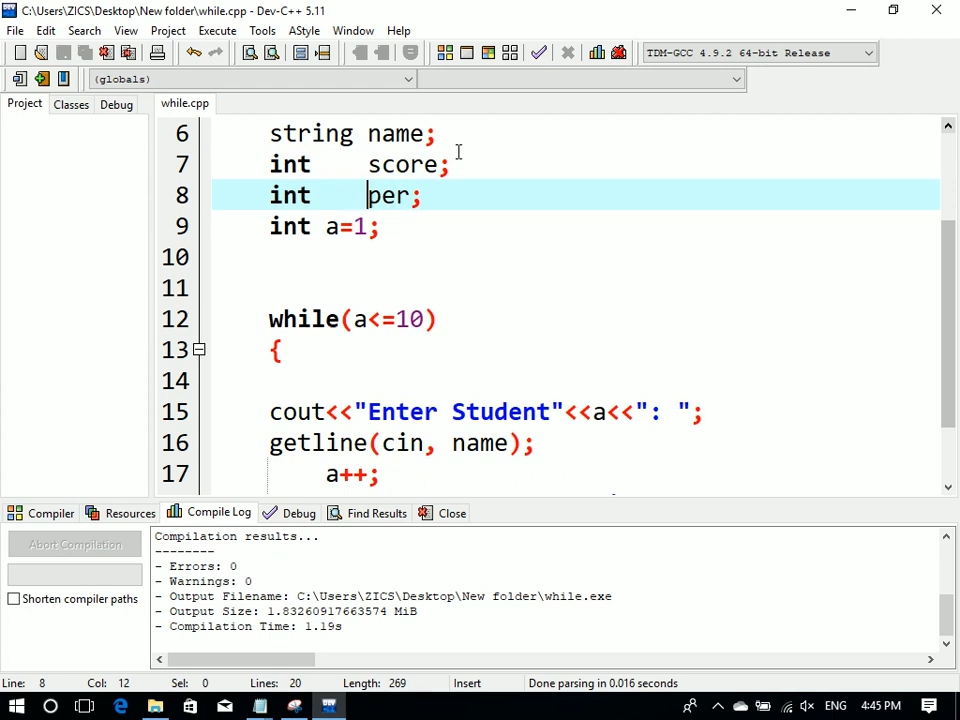 C:\Users\ZICS\Desktop\New folder\while.cpp - Dev-C++ 5.11
File Edit Search View Project Execute Tools AStyle Window Help
TDM-GCC 4.9.2 64-bit Release
(globals)
Project Classes Debug while.cpp
6 string name;
7 int score;
8 int per;
9 int a=1;
10
11
12 while(a<=10)
13 {
14
15 cout<<"Enter Student"<<a<<": ";
16 getline(cin, name);
17 a++;
Compiler Resources Compile Log Debug Find Results Close
Abort Compilation
Shorten compiler paths
Compilation results...
--------
- Errors: 0
- Warnings: 0
- Output Filename: C:\Users\ZICS\Desktop\New folder\while.exe
- Output Size: 1.83260917663574 MiB
- Compilation Time: 1.19s
Line: 8 Col: 12 Sel: 0 Lines: 20 Length: 269 Insert Done parsing in 0.016 seconds
ENG 4:45 PM